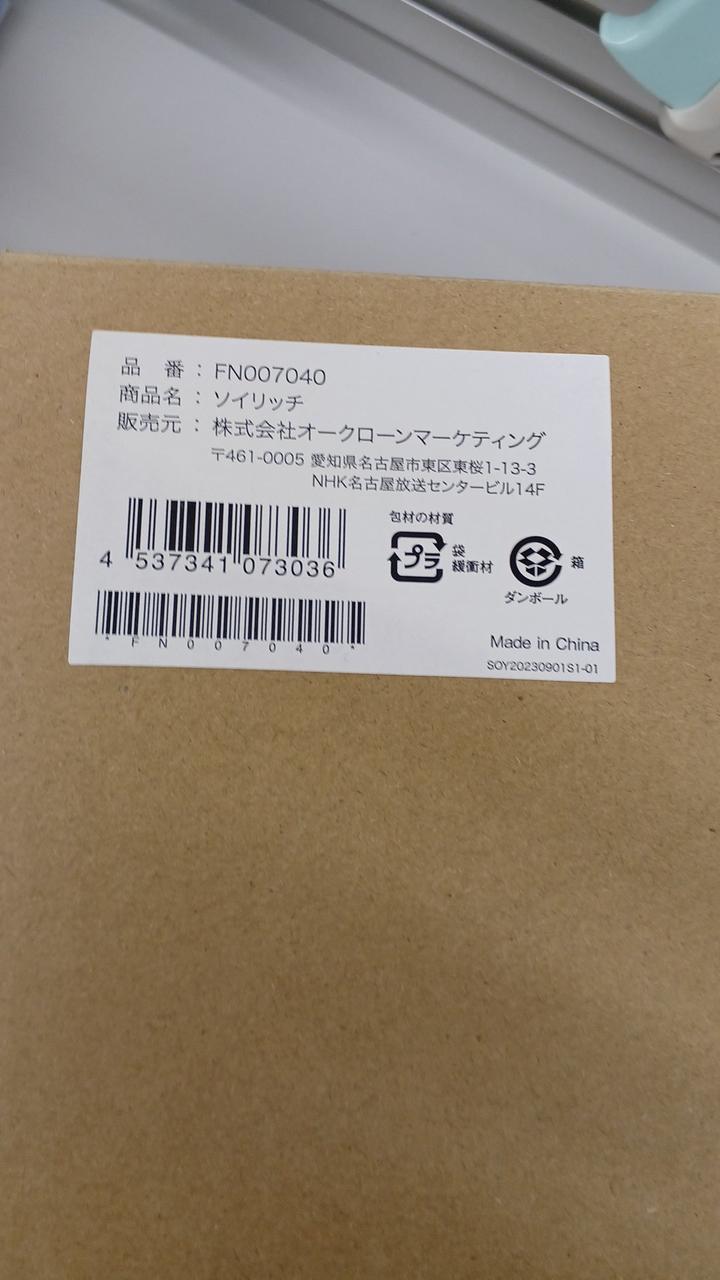 品　番：FN007040
商品名：ソイリッチ
販売元：株式会社オークローンマーケティング
〒461-0005 愛知県名古屋市東区東桜1-13-3
NHK名古屋放送センタービル14F
包材の材質
プラ 袋 緩衝材
箱
ダンボール
4 537341 073036
*FN007040*
Made in China
SOY20230901S1-01